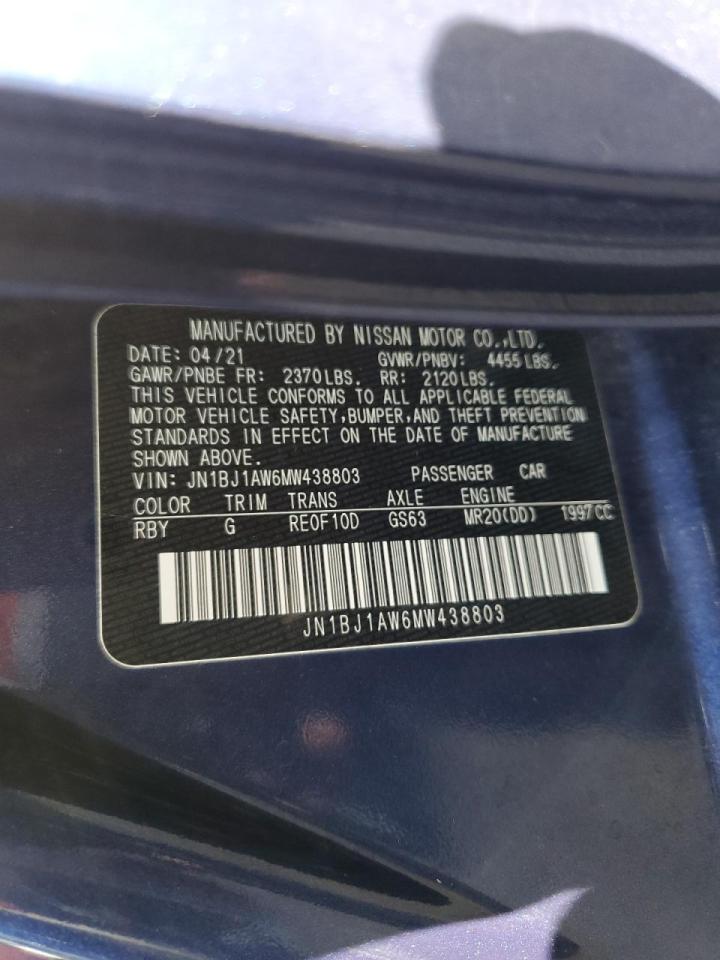 MANUFACTURED BY NISSAN MOTOR CO.,LTD.
DATE: 04/21 GVWR/PNBV: 4455 LBS.
GAWR/PNBE FR: 2370LBS. RR: 2120LBS.
THIS VEHICLE CONFORMS TO ALL APPLICABLE FEDERAL
MOTOR VEHICLE SAFETY,BUMPER,AND THEFT PREVENTION
STANDARDS IN EFFECT ON THE DATE OF MANUFACTURE
SHOWN ABOVE.
VIN: JN1BJ1AW6MW438803 PASSENGER CAR
COLOR TRIM TRANS AXLE ENGINE
RBY G RE0F10D GS63 MR20(DD) 1997CC
JN1BJ1AW6MW438803